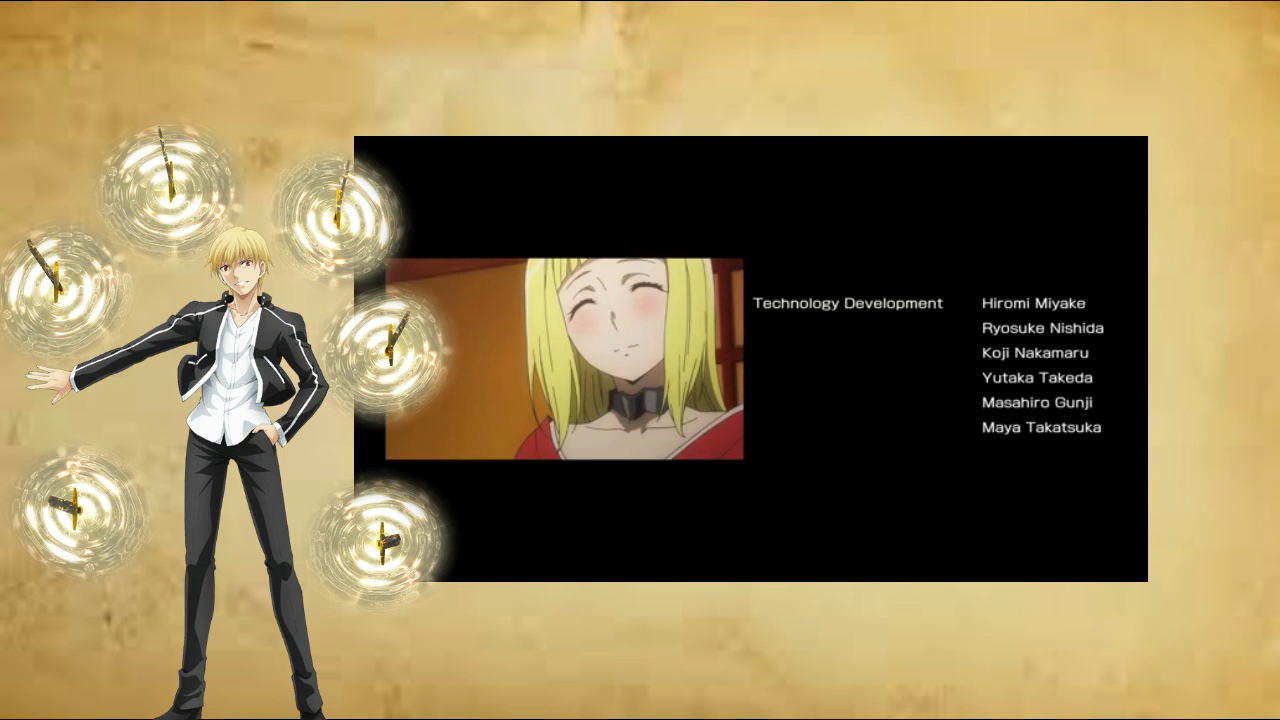 Technology Development
Hiromi Miyake
Ryosuke Nishida
Koji Nakamaru
Yutaka Takeda
Masahiro Gunji
Maya Takatsuka